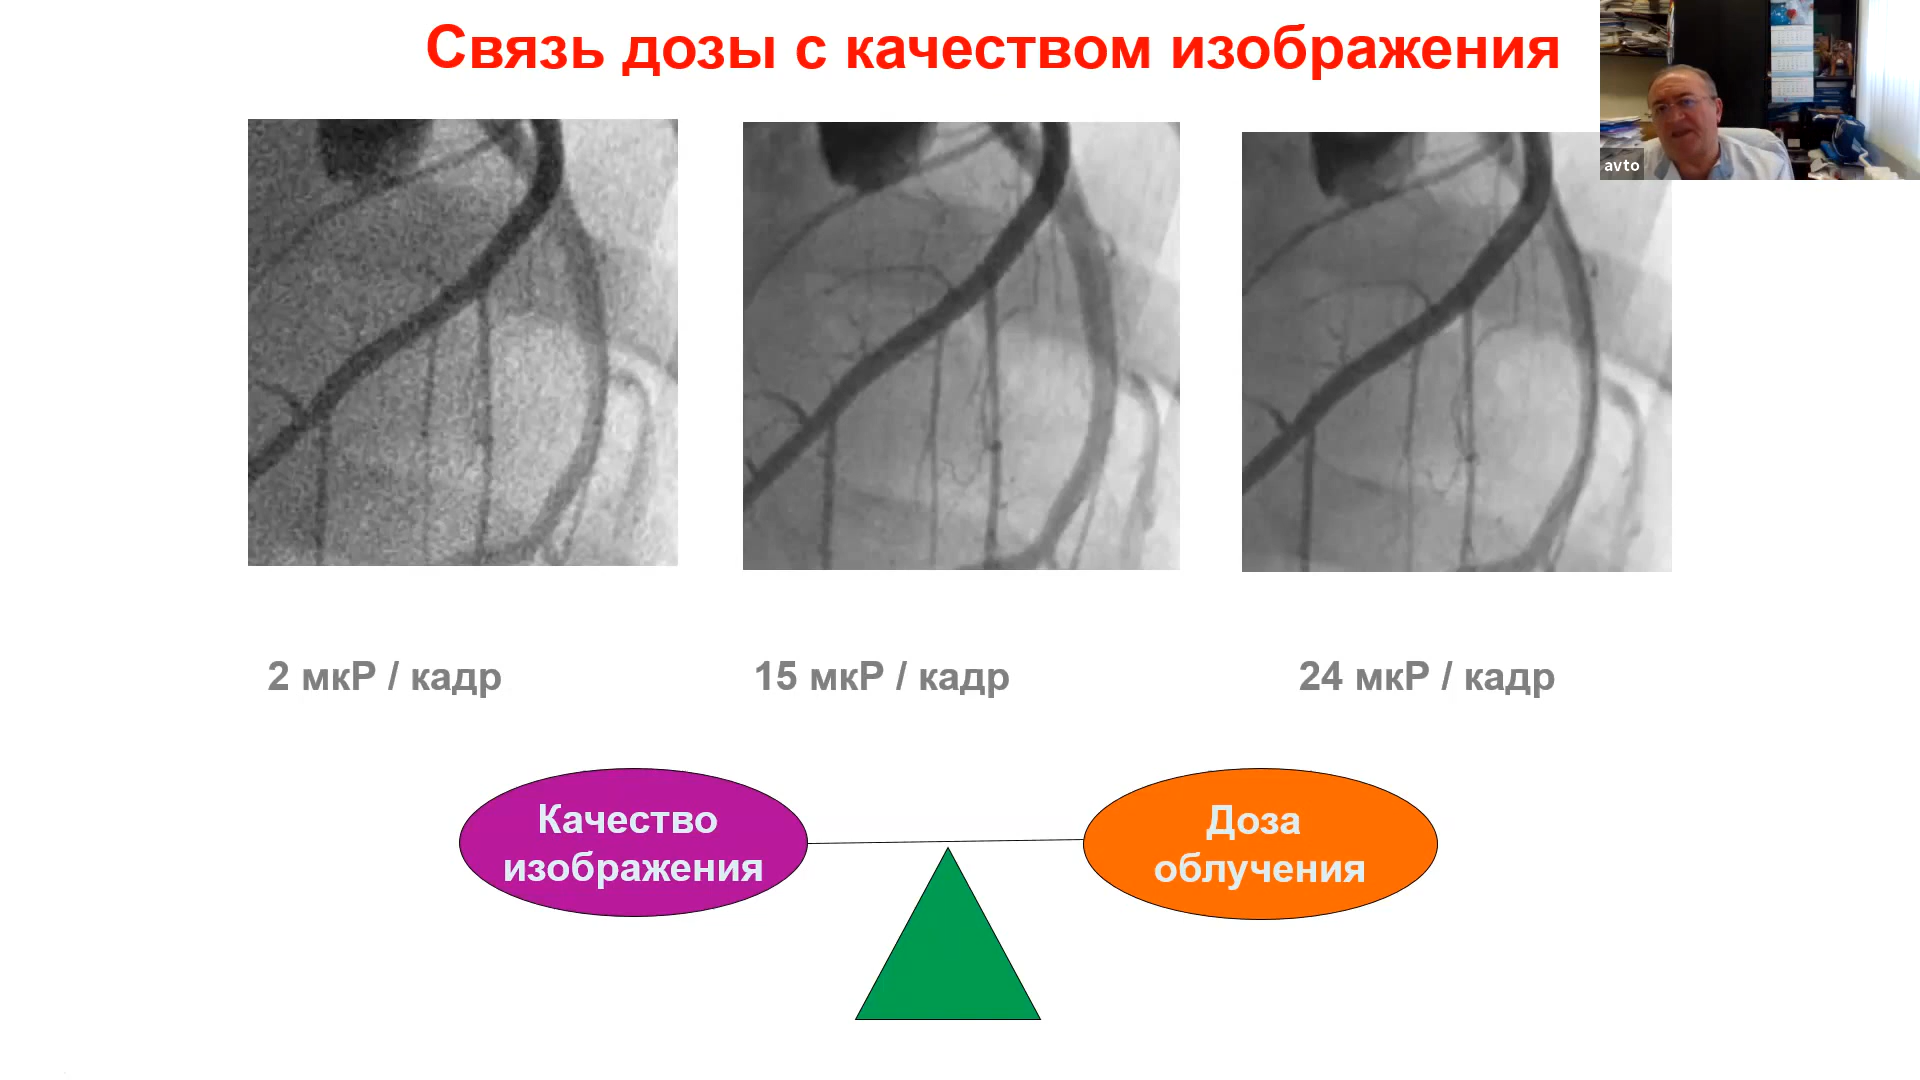 Связь дозы с качеством изображения
avto
2 мкР / кадр
15 мкР / кадр
24 мкР / кадр
Качество
изображения
Доза
облучения